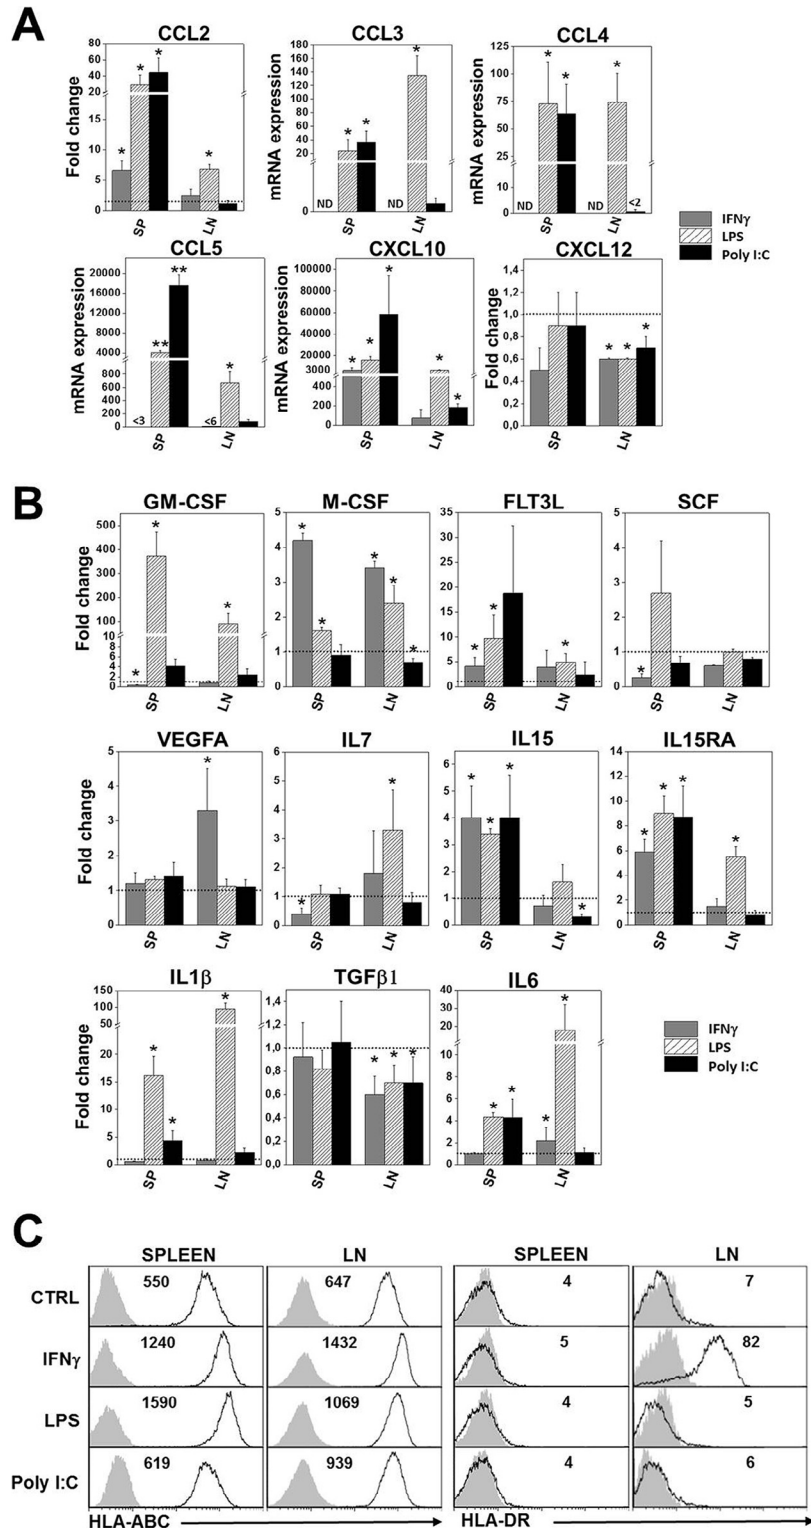 A
CCL2 CCL3 CCL4
Fold change
80
60
40
20
15
10
5
0
* * * *
SP LN
mRNA expression
180
160
140
120
100
80
60
40
20
0
ND * * ND *
SP LN
mRNA expression
125
100
75
50
25
10
0
ND * * ND * <2
SP LN
IFNγ
LPS
Poly I:C
CCL5 CXCL10 CXCL12
mRNA expression
20000
16000
12000
8000
4000
800
600
400
200
0
<3 ** ** <6 *
SP LN
mRNA expression
100000
80000
60000
40000
20000
3000
400
200
0
* * * * *
SP LN
Fold change
1,4
1,2
1,0
0,8
0,6
0,4
0,2
0,0
* * *
SP LN
B
GM-CSF M-CSF FLT3L SCF
Fold change
500
400
300
200
100
10
8
6
4
2
0
* * *
SP LN
5
4
3
2
1
0
* * * * *
SP LN
35
30
25
20
15
10
5
0
* * *
SP LN
5
4
3
2
1
0
*
SP LN
VEGFA IL7 IL15 IL15RA
Fold change
5
4
3
2
1
0
*
SP LN
6
5
4
3
2
1
0
* *
SP LN
6
5
4
3
2
1
0
* * * *
SP LN
14
12
10
8
6
4
2
0
* * * *
SP LN
IL1β TGFβ1 IL6
Fold change
150
100
50
20
15
10
5
0
* * *
SP LN
1,4
1,2
1,0
0,8
0,6
0,4
0,2
0,0
* * *
SP LN
40
30
20
10
10
8
6
4
2
0
* * * *
SP LN
IFNγ
LPS
Poly I:C
C
SPLEEN LN SPLEEN LN
CTRL 550 647 4 7
IFNγ 1240 1432 5 82
LPS 1590 1069 4 5
Poly I:C 619 939 4 6
HLA-ABC HLA-DR